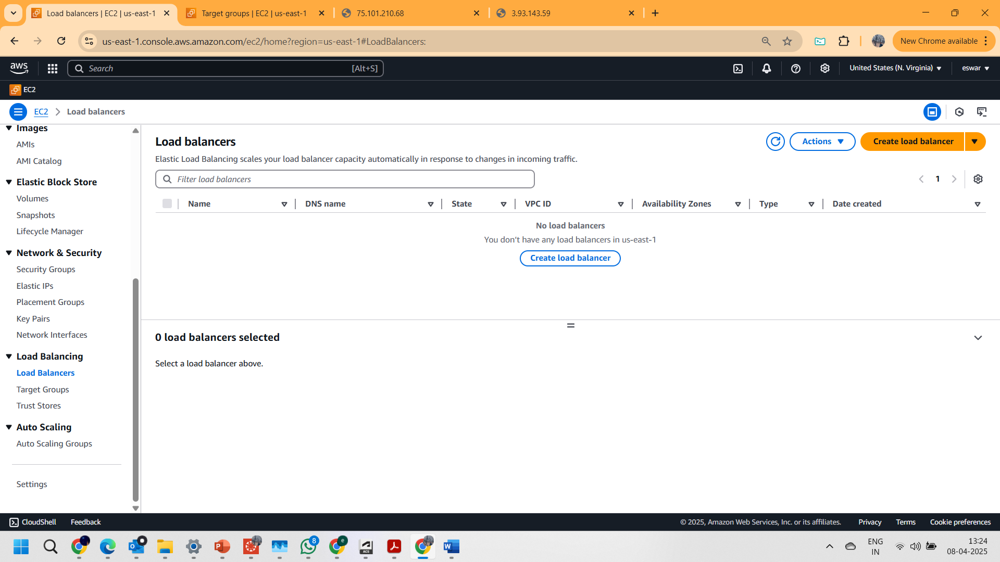 Load balancers | EC2 | us-east-1
Target groups | EC2 | us-east-1
75.101.210.68
3.93.143.59
us-east-1.console.aws.amazon.com/ec2/home?region=us-east-1#LoadBalancers:
New Chrome available
aws
Search
[Alt+S]
United States (N. Virginia)
eswar
EC2
EC2
Load balancers
Images
AMIs
AMI Catalog
Elastic Block Store
Volumes
Snapshots
Lifecycle Manager
Network & Security
Security Groups
Elastic IPs
Placement Groups
Key Pairs
Network Interfaces
Load Balancing
Load Balancers
Target Groups
Trust Stores
Auto Scaling
Auto Scaling Groups
Settings
Load balancers
Actions
Create load balancer
Elastic Load Balancing scales your load balancer capacity automatically in response to changes in incoming traffic.
Filter load balancers
1
Name DNS name State VPC ID Availability Zones Type Date created
No load balancers
You don’t have any load balancers in us-east-1
Create load balancer
0 load balancers selected
Select a load balancer above.
CloudShell
Feedback
© 2025, Amazon Web Services, Inc. or its affiliates.
Privacy
Terms
Cookie preferences
8
e
ACS
ENG
IN
13:24
08-04-2025